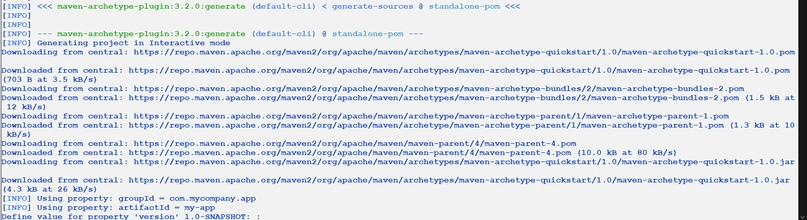 [INFO] <<< maven-archetype-plugin:3.2.0:generate (default-cli) < generate-sources @ standalone-pom <<<
[INFO]
[INFO]
[INFO] --- maven-archetype-plugin:3.2.0:generate (default-cli) @ standalone-pom ---
[INFO] Generating project in Interactive mode
Downloading from central: https://repo.maven.apache.org/maven2/org/apache/maven/archetypes/maven-archetype-quickstart/1.0/maven-archetype-quickstart-1.0.pom
Downloaded from central: https://repo.maven.apache.org/maven2/org/apache/maven/archetypes/maven-archetype-quickstart/1.0/maven-archetype-quickstart-1.0.pom
(703 B at 3.5 kB/s)
Downloading from central: https://repo.maven.apache.org/maven2/org/apache/maven/archetypes/maven-archetype-bundles/2/maven-archetype-bundles-2.pom
Downloaded from central: https://repo.maven.apache.org/maven2/org/apache/maven/archetypes/maven-archetype-bundles/2/maven-archetype-bundles-2.pom (1.5 kB at
12 kB/s)
Downloading from central: https://repo.maven.apache.org/maven2/org/apache/maven/archetype/maven-archetype-parent/1/maven-archetype-parent-1.pom
Downloaded from central: https://repo.maven.apache.org/maven2/org/apache/maven/archetype/maven-archetype-parent/1/maven-archetype-parent-1.pom (1.3 kB at 10
kB/s)
Downloading from central: https://repo.maven.apache.org/maven2/org/apache/maven/maven-parent/4/maven-parent-4.pom
Downloaded from central: https://repo.maven.apache.org/maven2/org/apache/maven/maven-parent/4/maven-parent-4.pom (10.0 kB at 80 kB/s)
Downloading from central: https://repo.maven.apache.org/maven2/org/apache/maven/archetypes/maven-archetype-quickstart/1.0/maven-archetype-quickstart-1.0.jar
Downloaded from central: https://repo.maven.apache.org/maven2/org/apache/maven/archetypes/maven-archetype-quickstart/1.0/maven-archetype-quickstart-1.0.jar
(4.3 kB at 26 kB/s)
[INFO] Using property: groupId = com.mycompany.app
[INFO] Using property: artifactId = my-app
Define value for property 'version' 1.0-SNAPSHOT: :